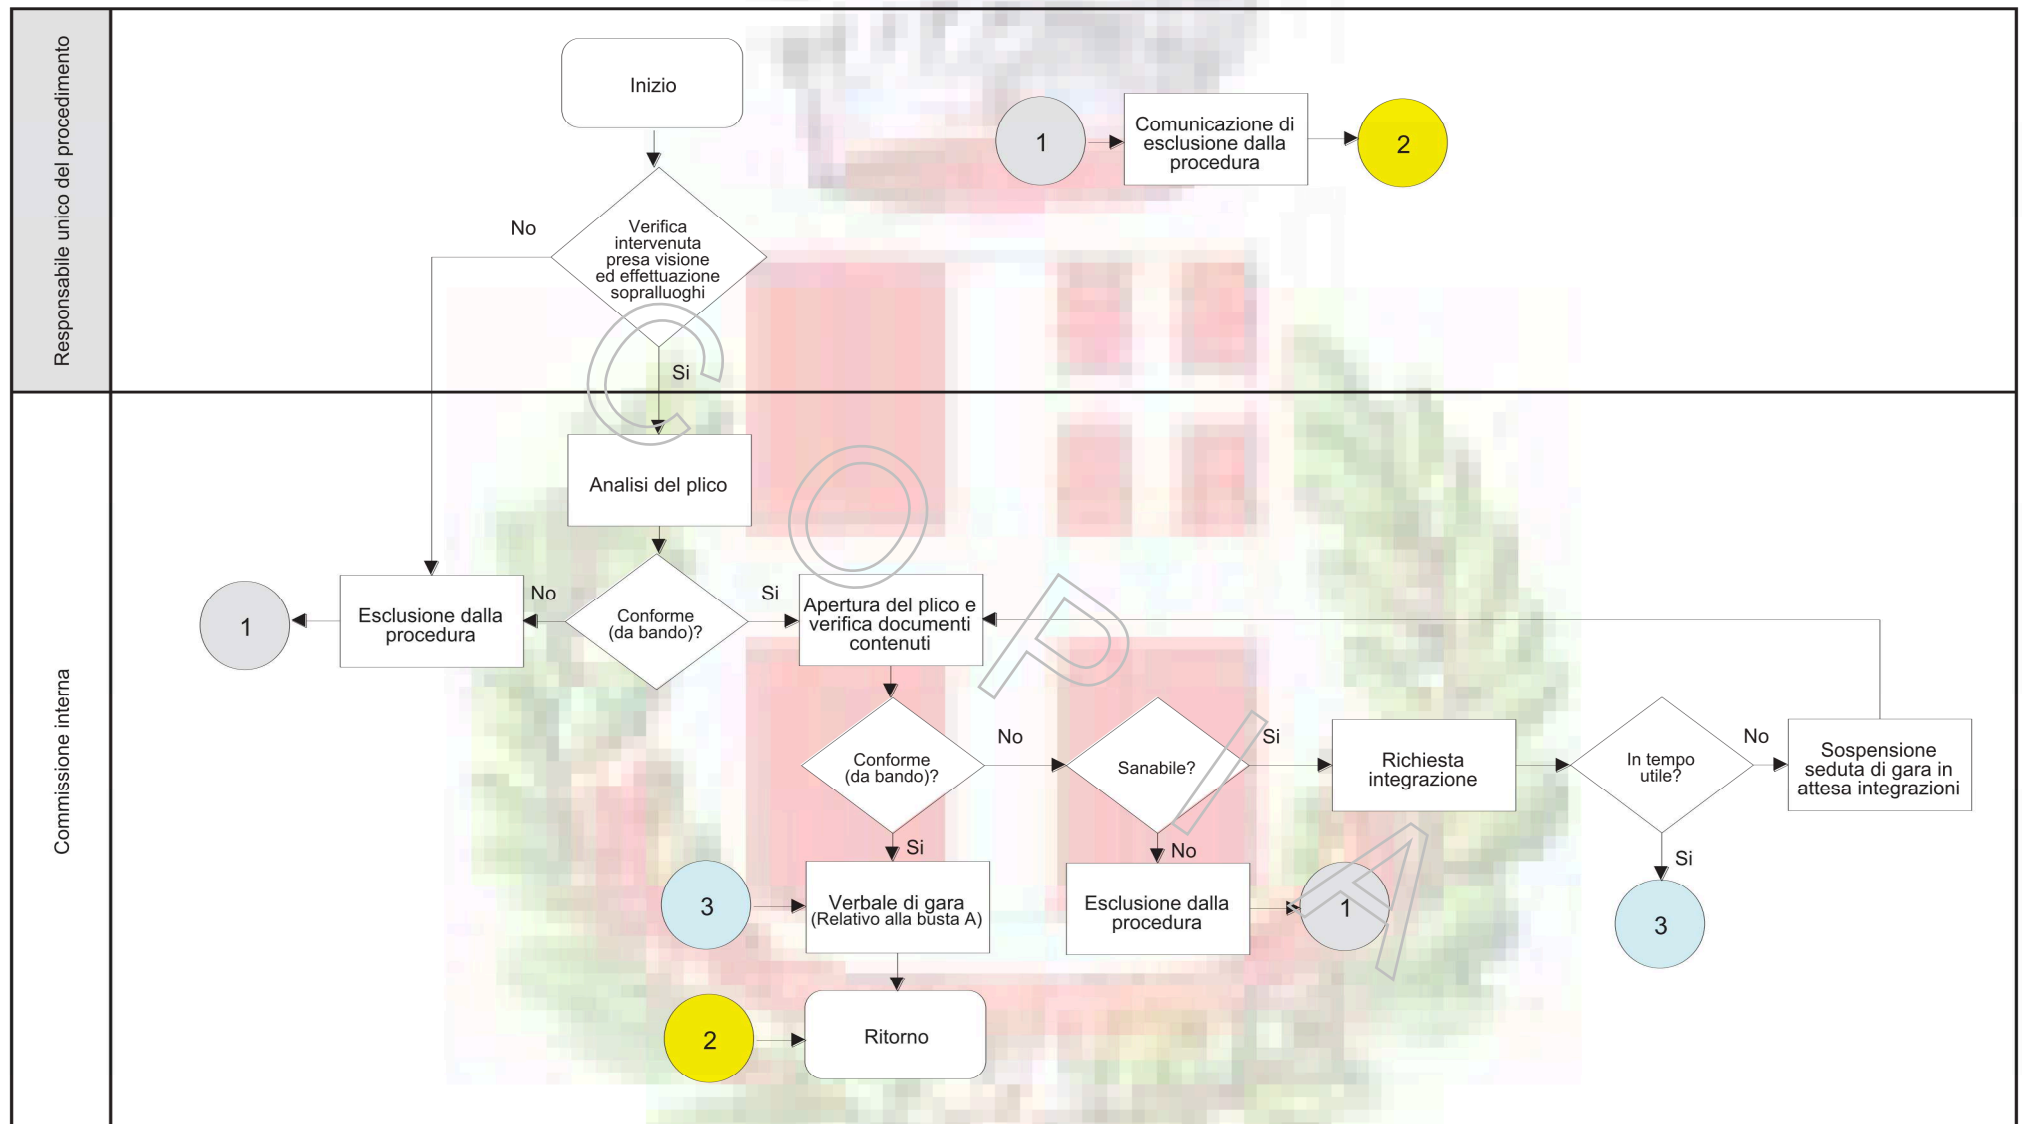 Responsabile unico del procedimento
Inizio
1
Comunicazione di
esclusione dalla
procedura
2
No
Verifica
intervenuta
presa visione
ed effettuazione
sopralluoghi
Si
Commissione interna
Analisi del plico
1
Esclusione dalla
procedura
No
Conforme
(da bando)?
Si
Apertura del plico e
verifica documenti
contenuti
Conforme
(da bando)?
No
Sanabile?
Si
Richiesta
integrazione
In tempo
utile?
No
Sospensione
seduta di gara in
attesa integrazioni
Si
No
Si
3
Verbale di gara
(Relativo alla busta A)
Esclusione dalla
procedura
1
3
2
Ritorno
COPIA